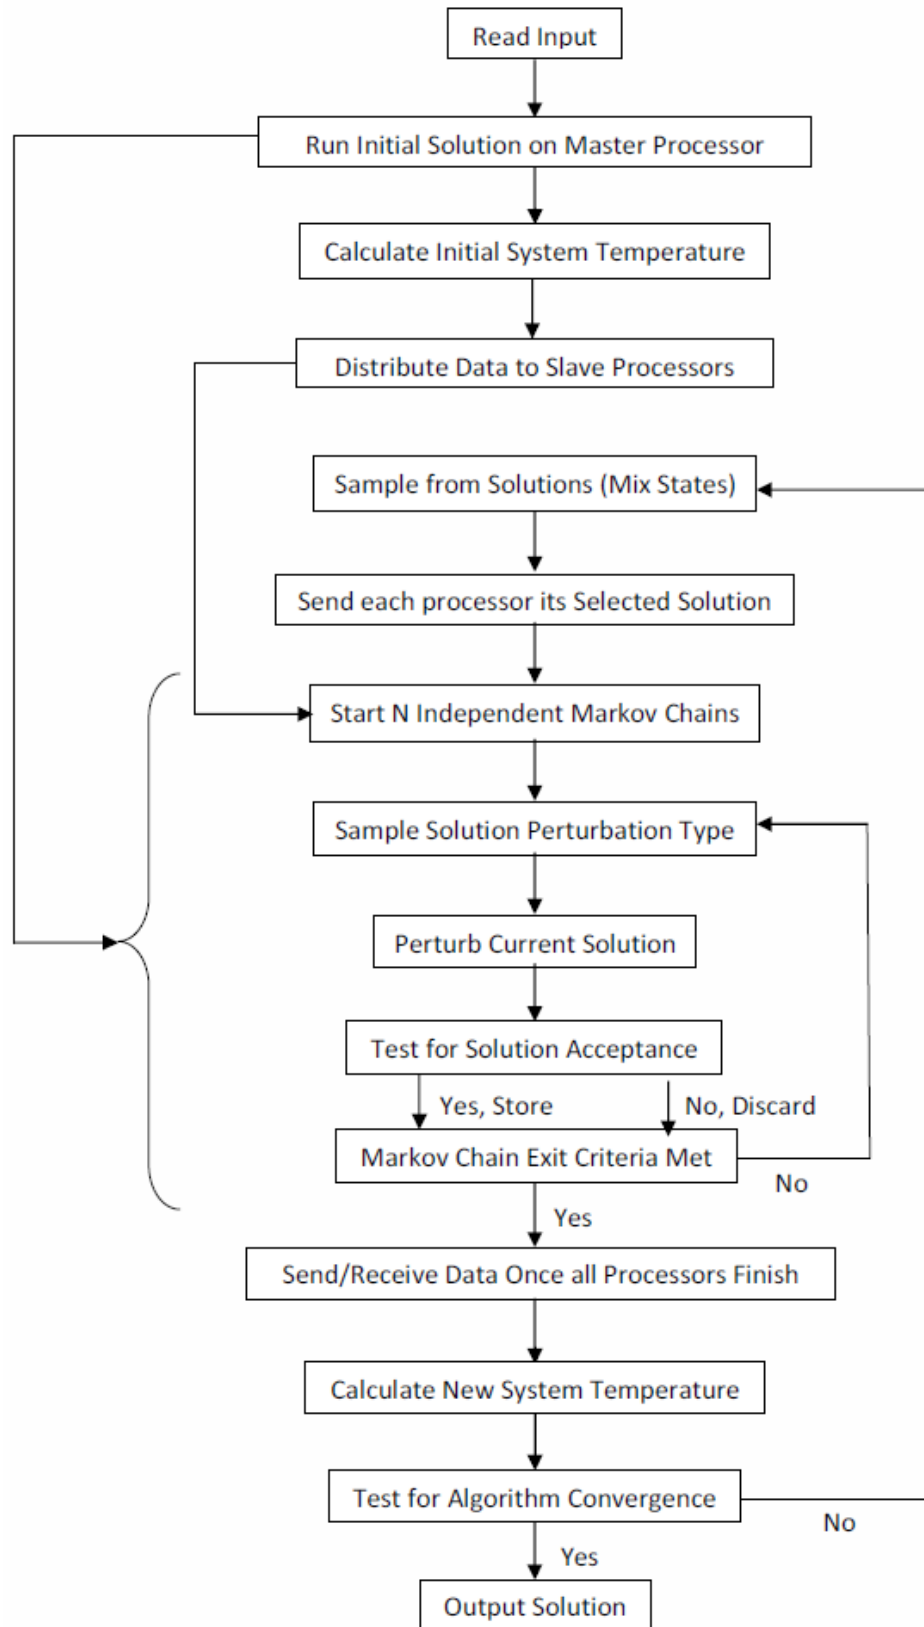 Read Input
Run Initial Solution on Master Processor
Calculate Initial System Temperature
Distribute Data to Slave Processors
Sample from Solutions (Mix States)
Send each processor its Selected Solution
Start N Independent Markov Chains
Sample Solution Perturbation Type
Perturb Current Solution
Test for Solution Acceptance
Yes, Store
No, Discard
Markov Chain Exit Criteria Met
No
Yes
Send/Receive Data Once all Processors Finish
Calculate New System Temperature
Test for Algorithm Convergence
No
Yes
Output Solution